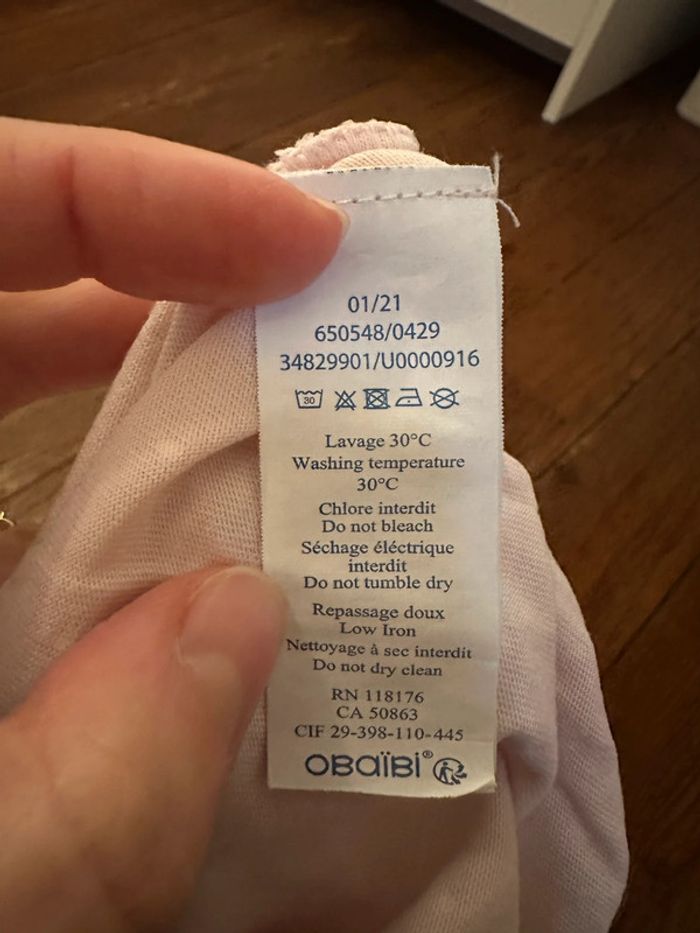 01/21
650548/0429
34829901/U0000916
30
Lavage 30°C
Washing temperature
30°C
Chlore interdit
Do not bleach
Séchage éléctrique
interdit
Do not tumble dry
Repassage doux
Low Iron
Nettoyage à sec interdit
Do not dry clean
RN 118176
CA 50863
CIF 29-398-110-445
OBaïBi®